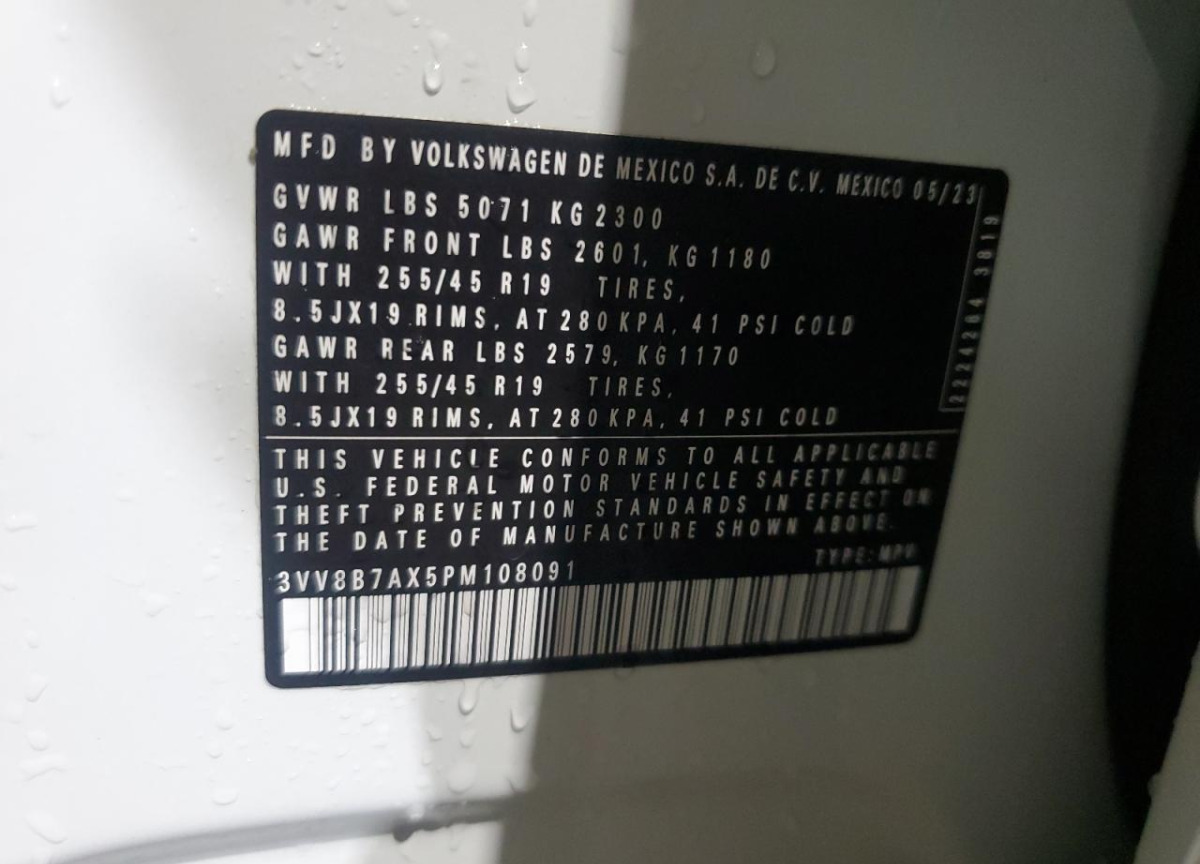 MFD BY VOLKSWAGEN DE MEXICO S.A. DE C.V. MEXICO 05/23
GVWR LBS 5071 KG 2300
GAWR FRONT LBS 2601, KG 1180
WITH 255/45 R19 TIRES,
8.5JX19 RIMS, AT 280 KPA, 41 PSI COLD
GAWR REAR LBS 2579, KG 1170
WITH 255/45 R19 TIRES,
8.5JX19 RIMS, AT 280 KPA, 41 PSI COLD
THIS VEHICLE CONFORMS TO ALL APPLICABLE
U.S. FEDERAL MOTOR VEHICLE SAFETY AND
THEFT PREVENTION STANDARDS IN EFFECT ON
THE DATE OF MANUFACTURE SHOWN ABOVE.
TYPE: MPV
3VV8B7AX5PM108091
2224264 3819